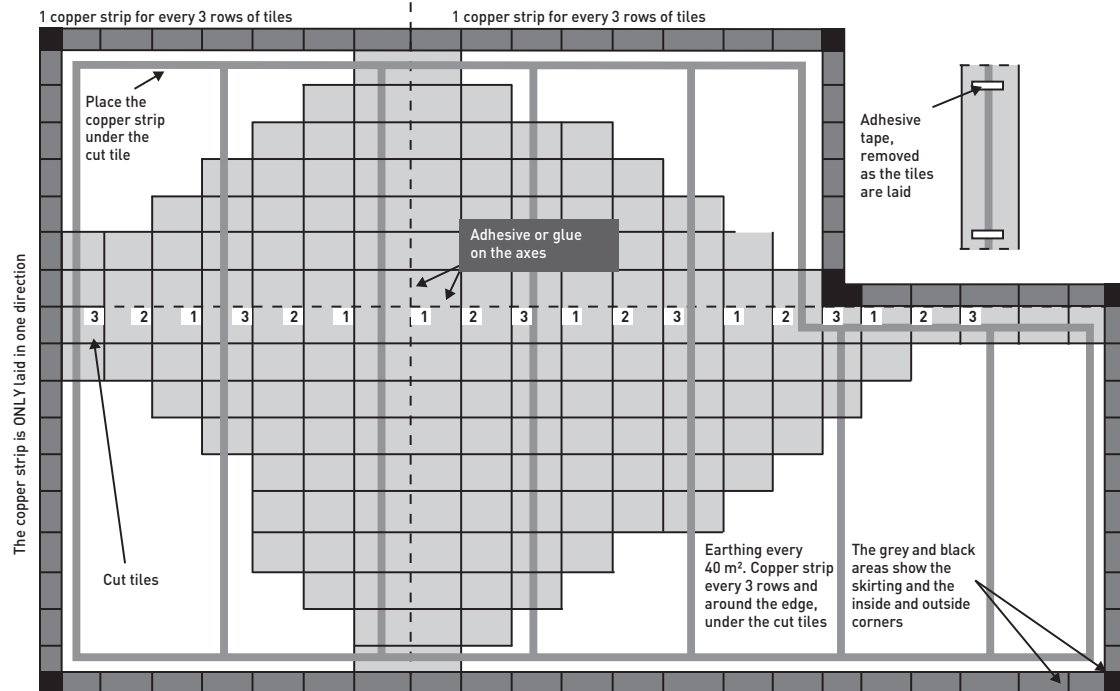 1 copper strip for every 3 rows of tiles
1 copper strip for every 3 rows of tiles
Place the
copper strip
under the
cut tile
Adhesive
tape,
removed
as the tiles
are laid
Adhesive or glue
on the axes
3 2 1 3 2 1 1 2 3 1 2 3 1 2 3 1 2 3
The copper strip is ONLY laid in one direction
Cut tiles
Earthing every
40 m². Copper strip
every 3 rows and
around the edge,
under the cut tiles
The grey and black
areas show the
skirting and the
inside and outside
corners